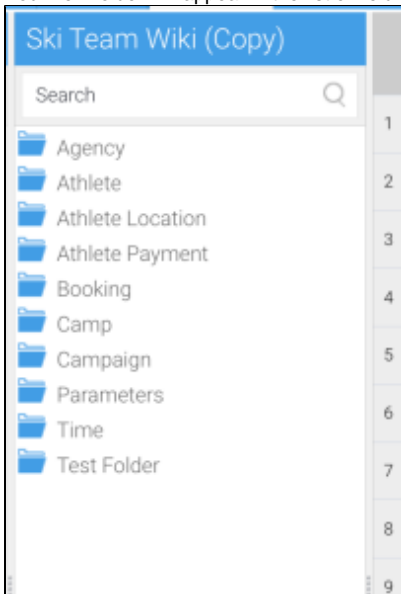 Ski Team Wiki (Copy)
Search
Agency
Athlete
Athlete Location
Athlete Payment
Booking
Camp
Campaign
Parameters
Time
Test Folder
1
2
3
4
5
6
7
8
9